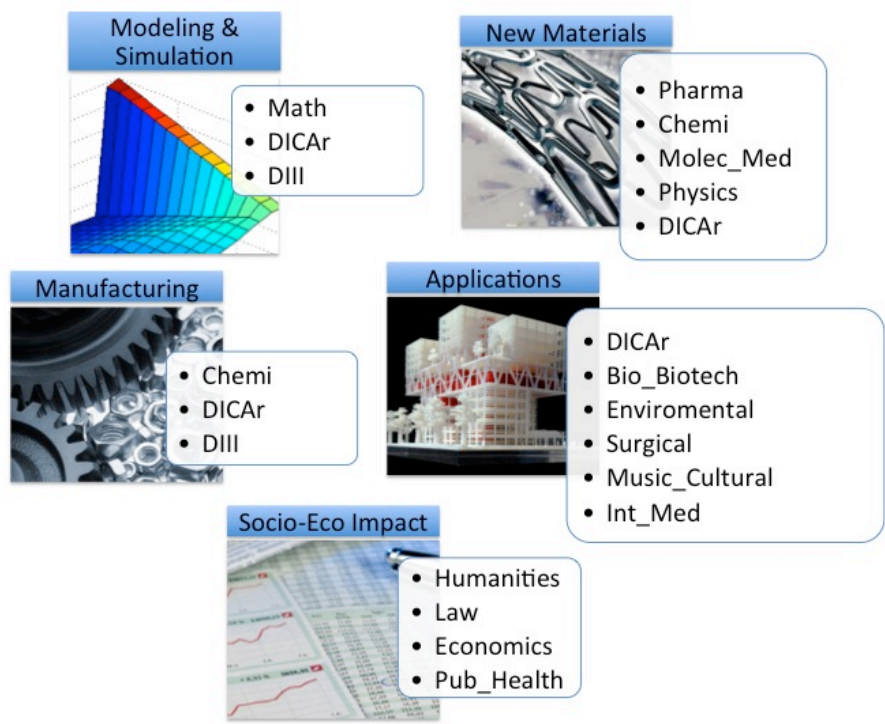 Modeling &
Simulation
• Math
• DICAr
• DIII
New Materials
• Pharma
• Chemi
• Molec_Med
• Physics
• DICAr
Manufacturing
• Chemi
• DICAr
• DIII
Applications
• DICAr
• Bio_Biotech
• Enviromental
• Surgical
• Music_Cultural
• Int_Med
Socio-Eco Impact
• Humanities
• Law
• Economics
• Pub_Health